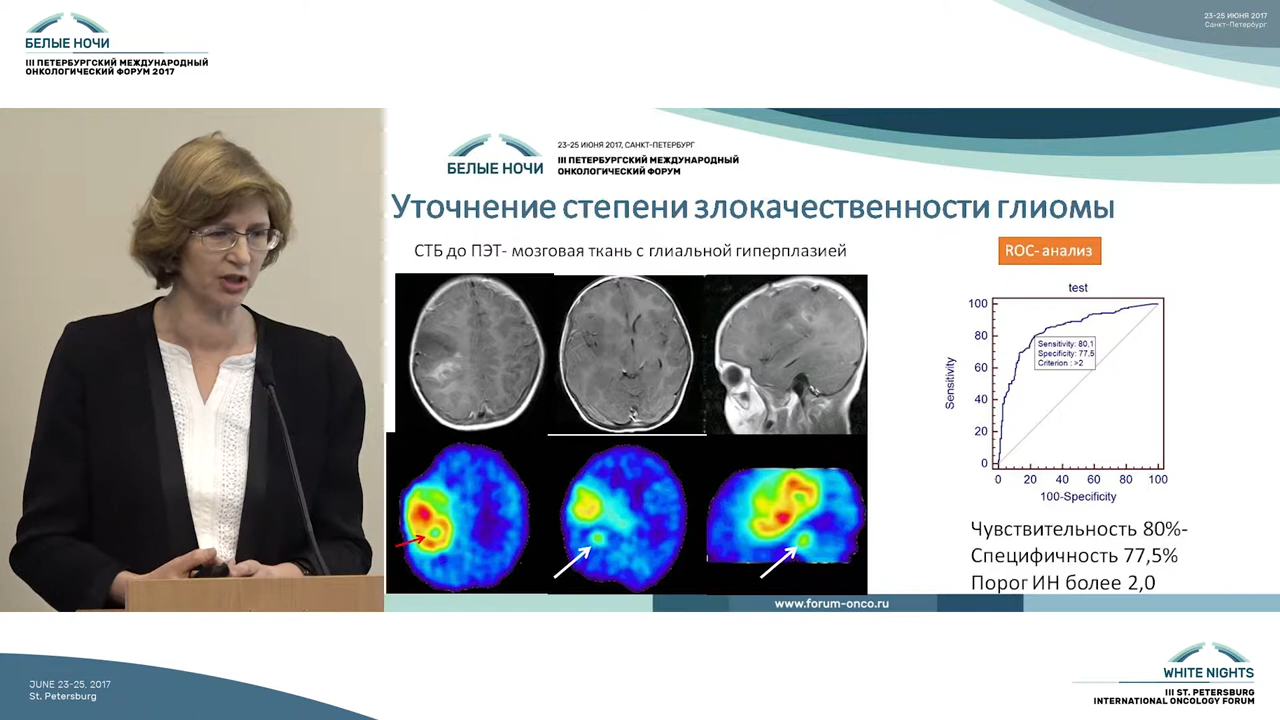 БЕЛЫЕ НОЧИ
III ПЕТЕРБУРГСКИЙ МЕЖДУНАРОДНЫЙ
ОНКОЛОГИЧЕСКИЙ ФОРУМ 2017
23-25 ИЮНЯ 2017
Санкт-Петербург
БЕЛЫЕ НОЧИ
23-25 ИЮНЯ 2017, САНКТ-ПЕТЕРБУРГ
III ПЕТЕРБУРГСКИЙ МЕЖДУНАРОДНЫЙ
ОНКОЛОГИЧЕСКИЙ ФОРУМ
Уточнение степени злокачественности глиомы
СТБ до ПЭТ- мозговая ткань с глиальной гиперплазией
ROC- анализ
test
100
80
60
40
20
0
Sensitivity
Sensitivity: 80,1
Specificity: 77,5
Criterion : >2
0 20 40 60 80 100
100-Specificity
Чувствительность 80%-
Специфичность 77,5%
Порог ИН более 2,0
www.forum-onco.ru
JUNE 23-25, 2017
St. Petersburg
WHITE NIGHTS
III ST. PETERSBURG
INTERNATIONAL ONCOLOGY FORUM